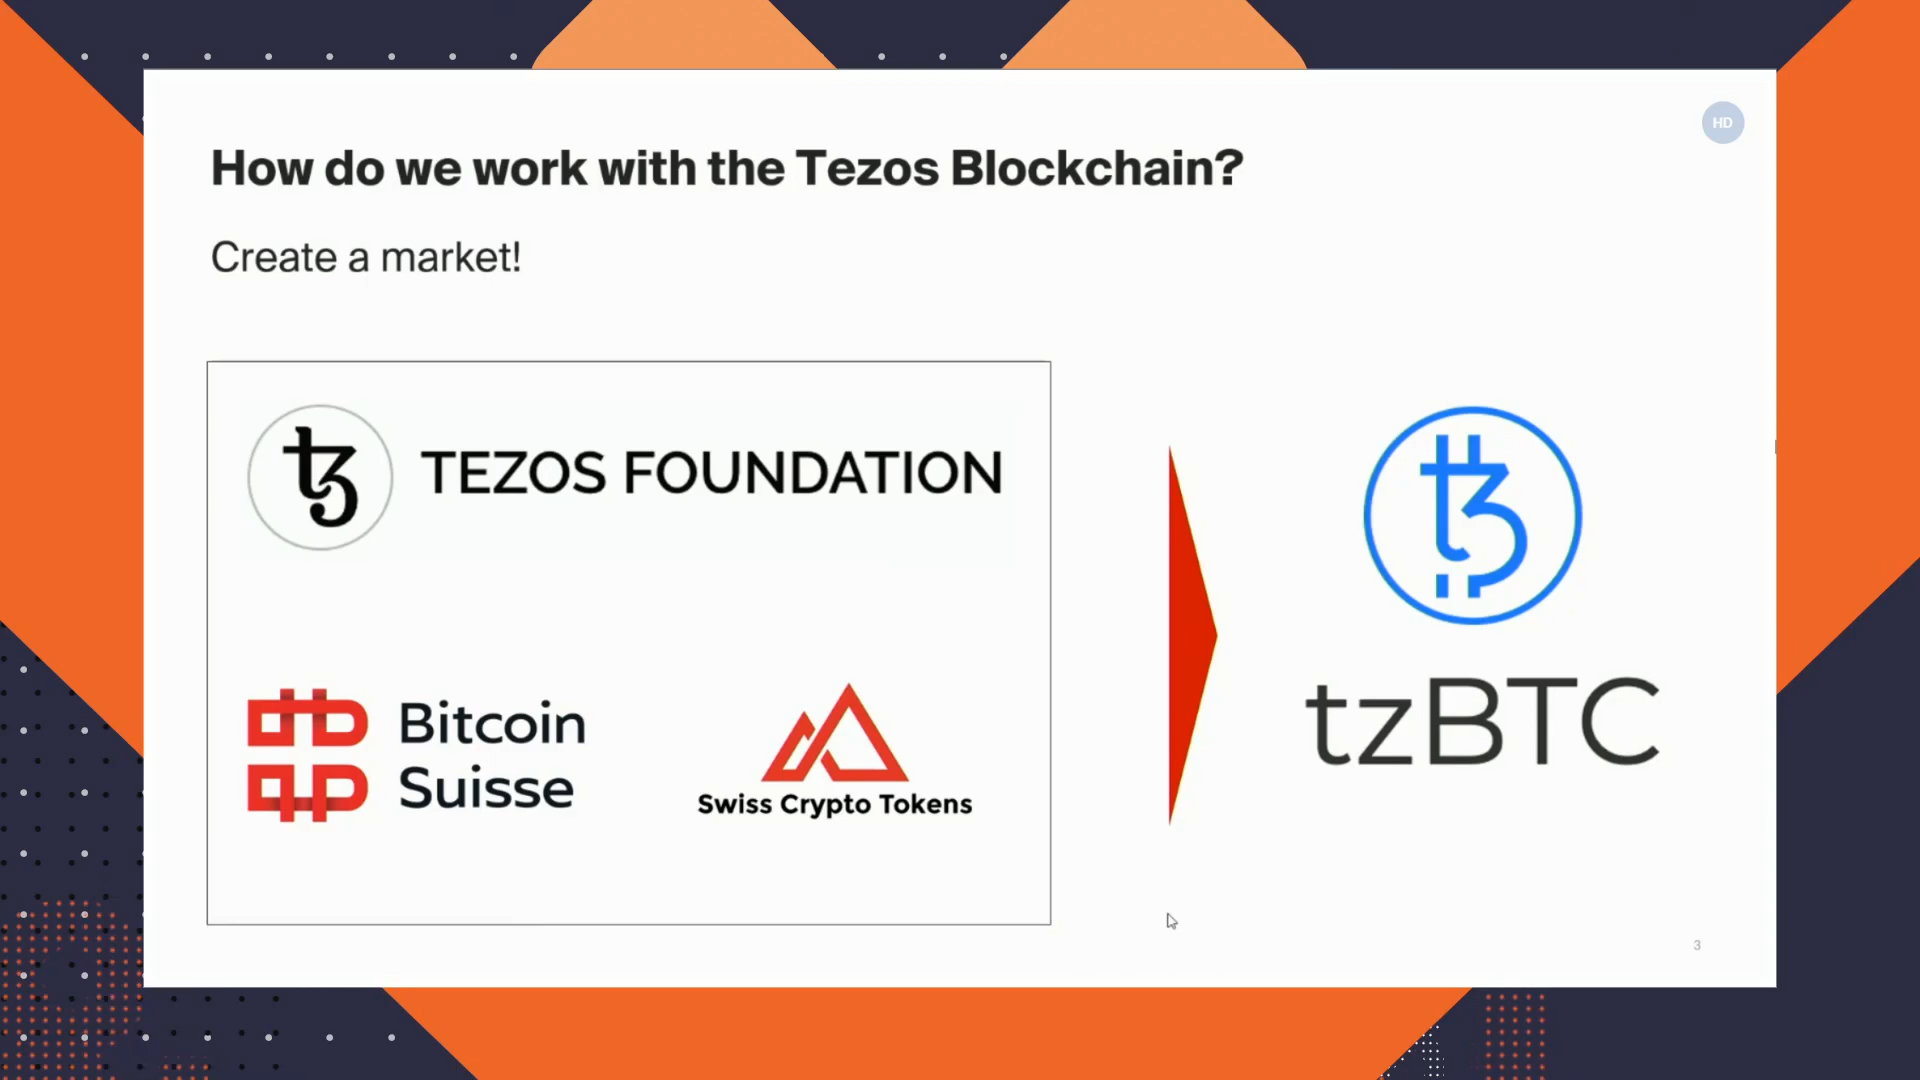 HD
How do we work with the Tezos Blockchain?
Create a market!
TEZOS FOUNDATION
Bitcoin
Suisse
Swiss Crypto Tokens
tzBTC
3